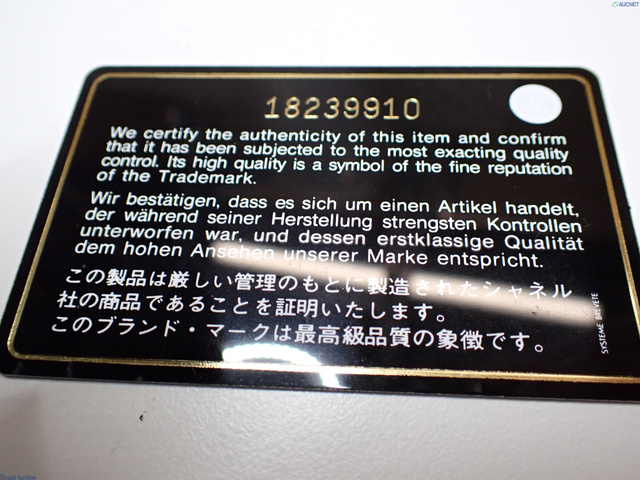 AUCNET
18239910
We certify the authenticity of this item and confirm
that it has been subjected to the most exacting quality
control. Its high quality is a symbol of the fine reputation
of the Trademark.
Wir bestätigen, dass es sich um einen Artikel handelt,
der während seiner Herstellung strengsten Kontrollen
unterworfen war, und dessen erstklassige Qualität
dem hohen Ansehen unserer Marke entspricht.
この製品は厳しい管理のもとに製造されたシャネル
社の商品であることを証明いたします。
このブランド・マークは最高級品質の象徴です。
SYSTEME BREVETE
Brand Auction